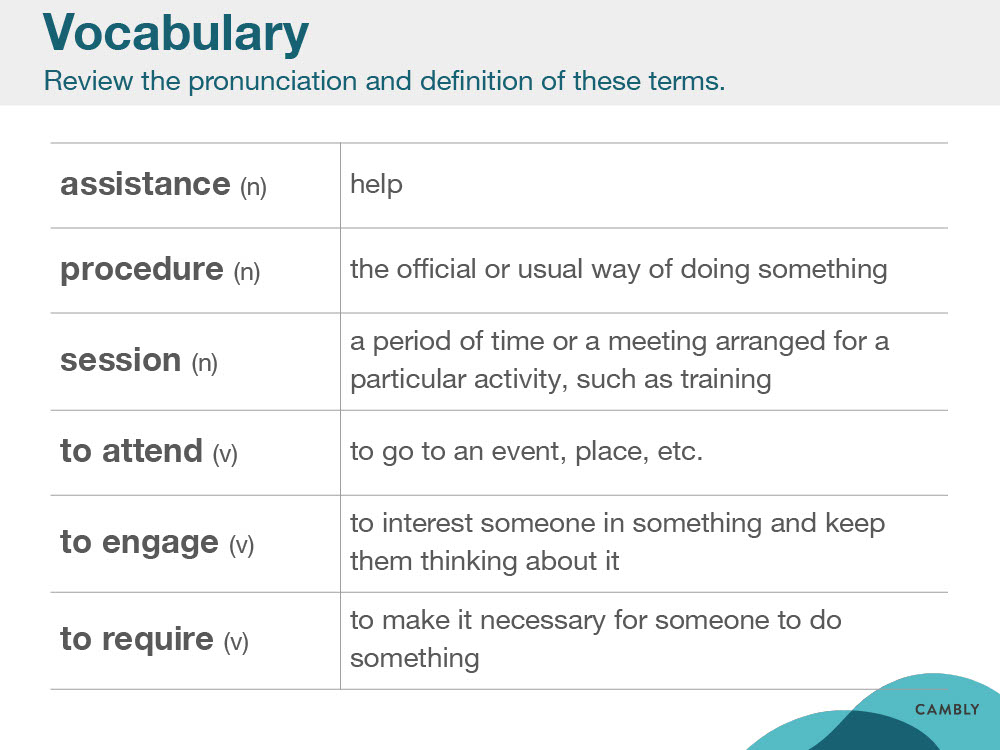 Vocabulary
Review the pronunciation and definition of these terms.
assistance (n)
help
procedure (n)
the official or usual way of doing something
session (n)
a period of time or a meeting arranged for a
particular activity, such as training
to attend (v)
to go to an event, place, etc.
to engage (v)
to interest someone in something and keep
them thinking about it
to require (v)
to make it necessary for someone to do
something
CAMBLY